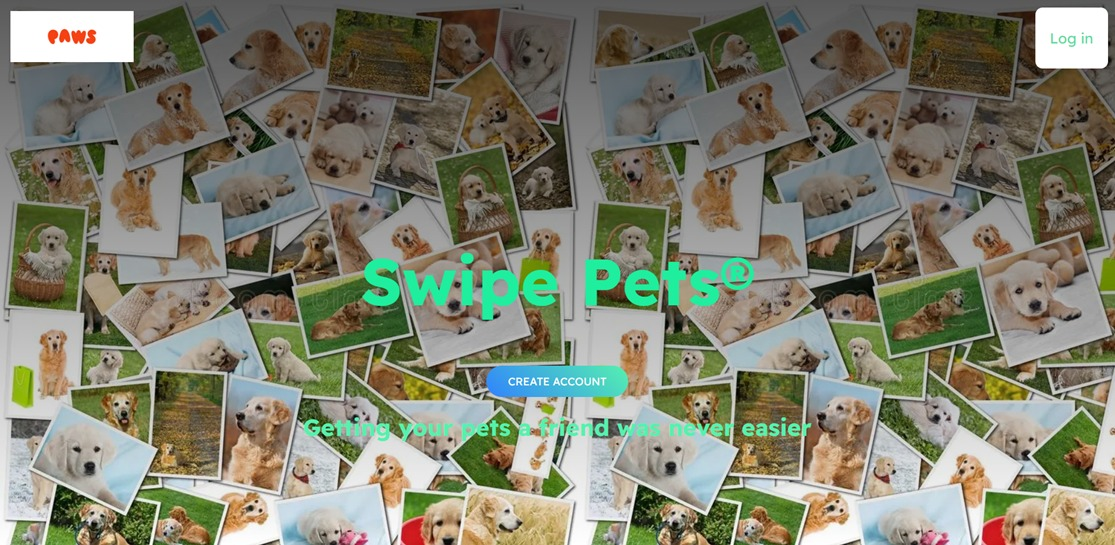 PAWS
Log in
Swipe Pets®
CREATE ACCOUNT
Getting your pets a friend was never easier